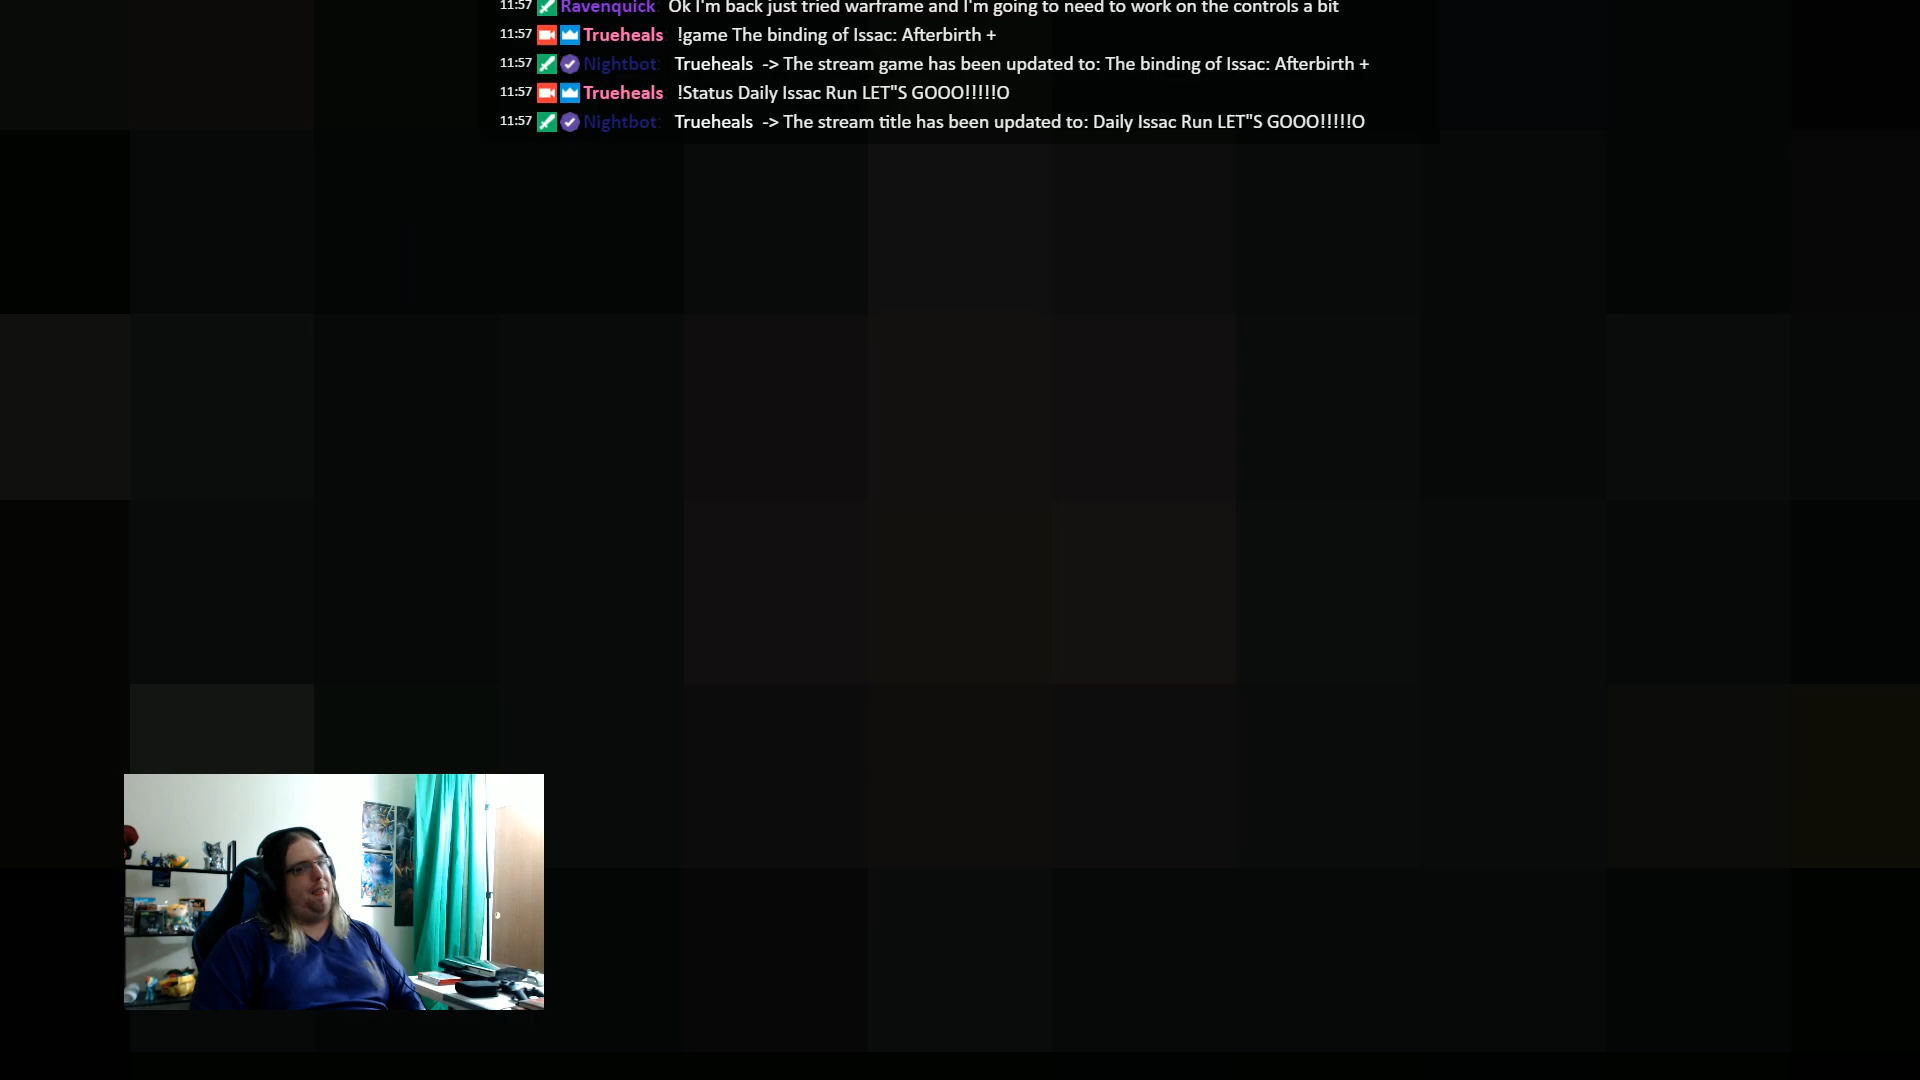 11:57 Ravenquick Ok I'm back just tried warframe and I'm going to need to work on the controls a bit
11:57 Trueheals !game The binding of Issac: Afterbirth +
11:57 Nightbot: Trueheals -> The stream game has been updated to: The binding of Issac: Afterbirth +
11:57 Trueheals !Status Daily Issac Run LET"S GOOO!!!!!O
11:57 Nightbot: Trueheals -> The stream title has been updated to: Daily Issac Run LET"S GOOO!!!!!O